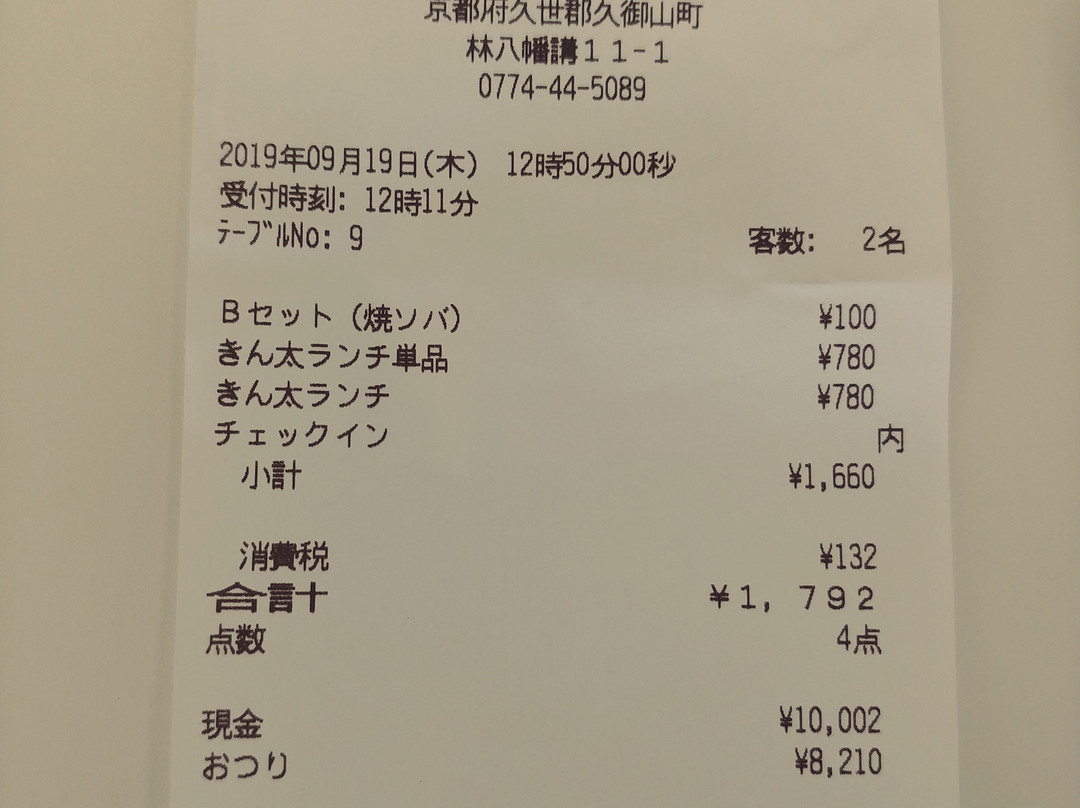 京都府久世郡久御山町
林八幡講11-1
0774-44-5089
2019年09月19日(木) 12時50分00秒
受付時刻: 12時11分
ﾃｰﾌﾞﾙNo: 9 客数: 2名
Bセット (焼ソバ) ¥100
きん太ランチ単品 ¥780
きん太ランチ ¥780
チェックイン 内
小計 ¥1,660
消費税 ¥132
合計 ¥1,792
点数 4点
現金 ¥10,002
おつり ¥8,210